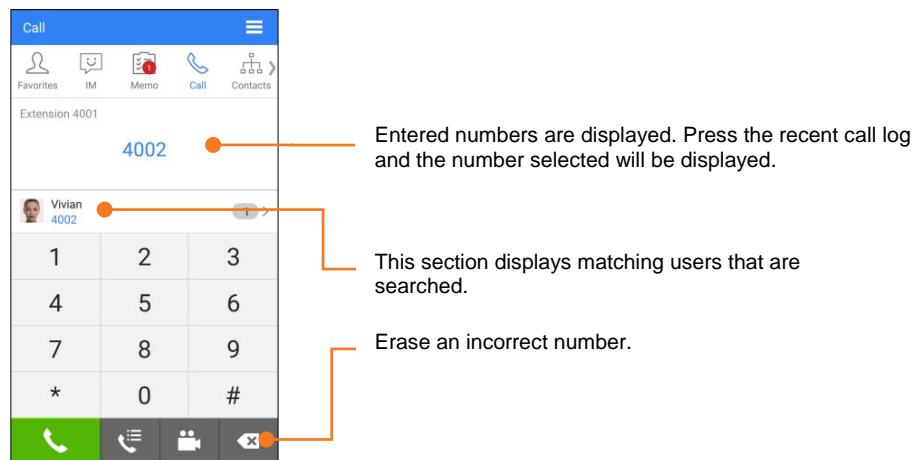 Call
Favorites IM Memo 1 Call Contacts
Extension 4001
4002
Entered numbers are displayed. Press the recent call log
and the number selected will be displayed.
Vivian
4002
1
1 2 3
This section displays matching users that are
searched.
4 5 6
Erase an incorrect number.
7 8 9
* 0 #